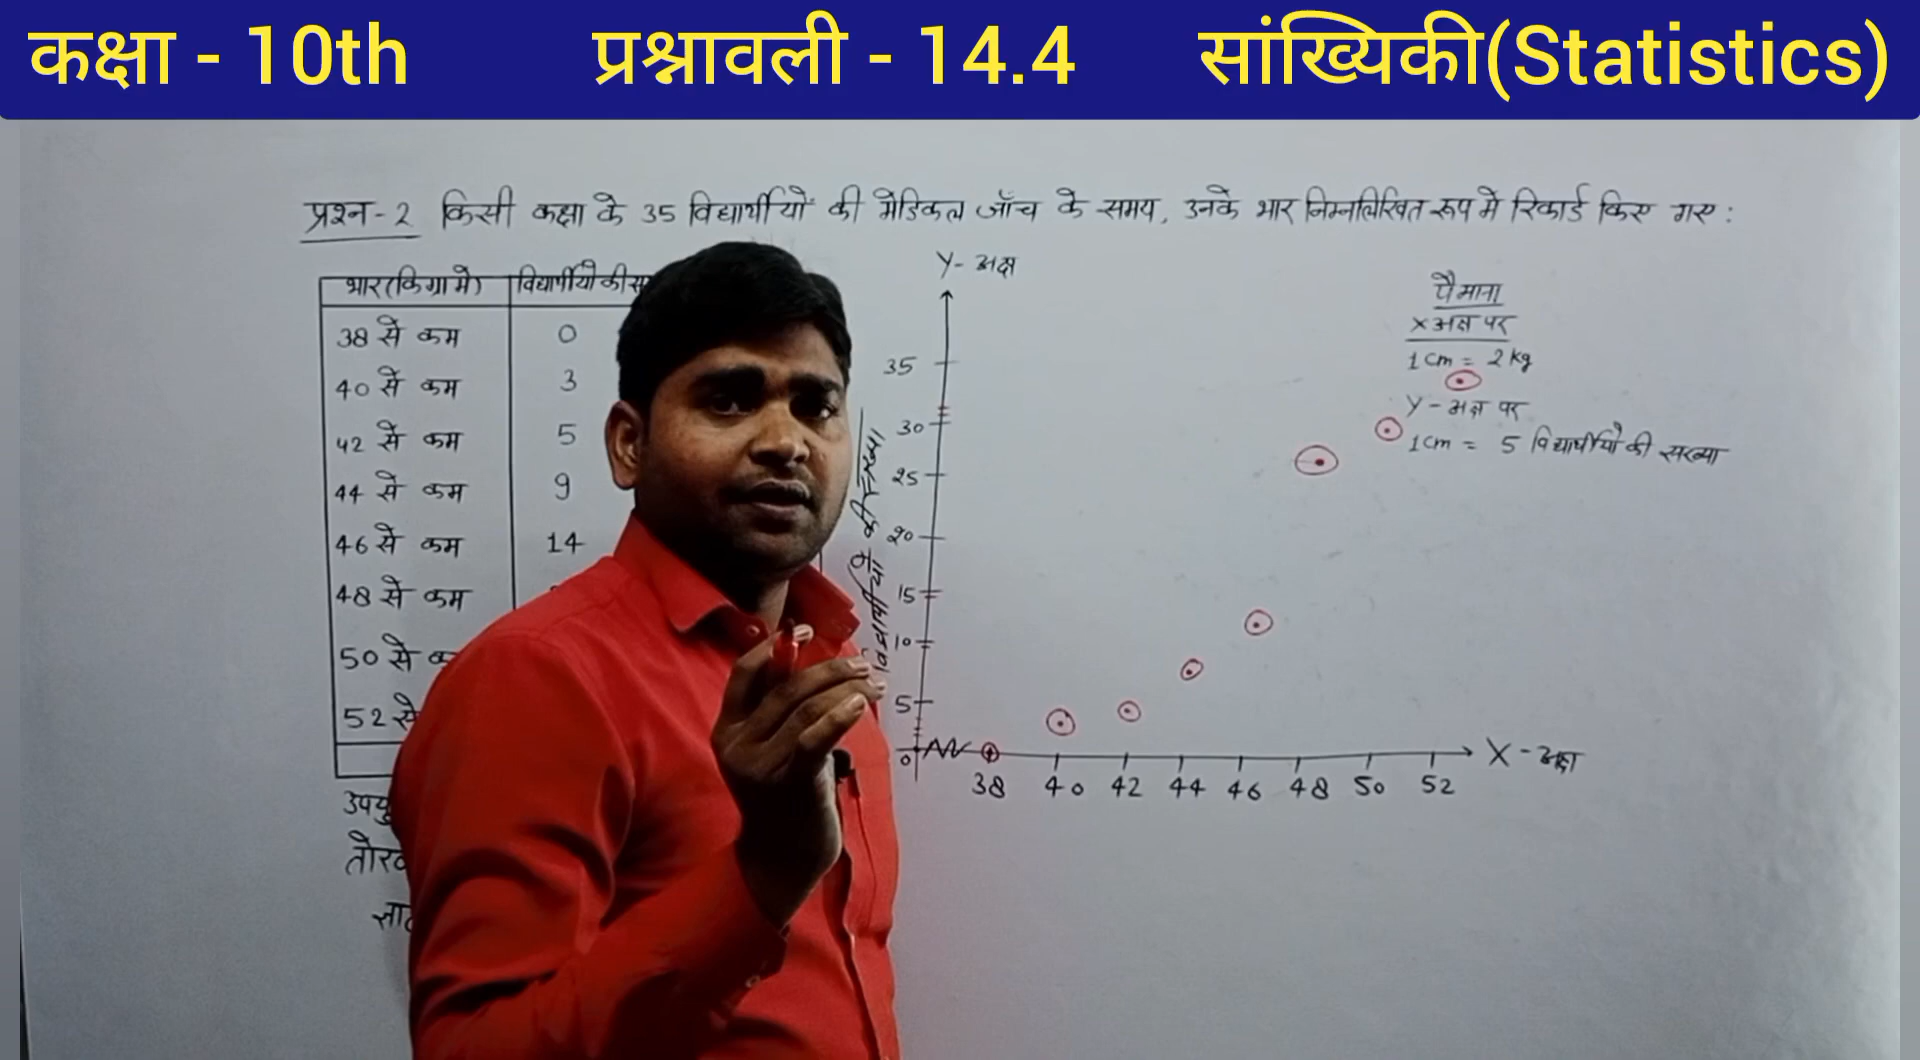 कक्षा - 10th प्रश्नावली - 14.4 सांख्यिकी(Statistics)
प्रश्न-2 किसी कक्षा के 35 विद्यार्थीयों की मेडिकल जाँच के समय, उनके भार निम्नलिखित रूप मे रिकार्ड किए गए :
भार(किग्रा मे) विद्यार्थीयो की
38 से कम 0
40 से कम 3
42 से कम 5
44 से कम 9
46 से कम 14
48 से कम
50 से
52 से
Y-अक्ष
35
30
25
20
15
10
5
0
विद्यार्थीयों की संख्या
38 40 42 44 46 48 50 52
X-अक्ष
पैमाना
X अक्ष पर
1 cm = 2 kg
Y-अक्ष पर
1 cm = 5 विद्यार्थीयों की संख्या